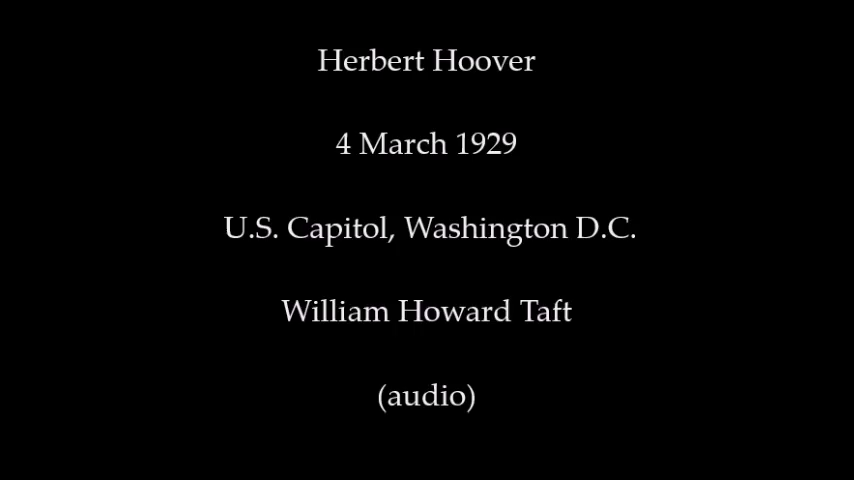 Herbert Hoover
4 March 1929
U.S. Capitol, Washington D.C.
William Howard Taft
(audio)